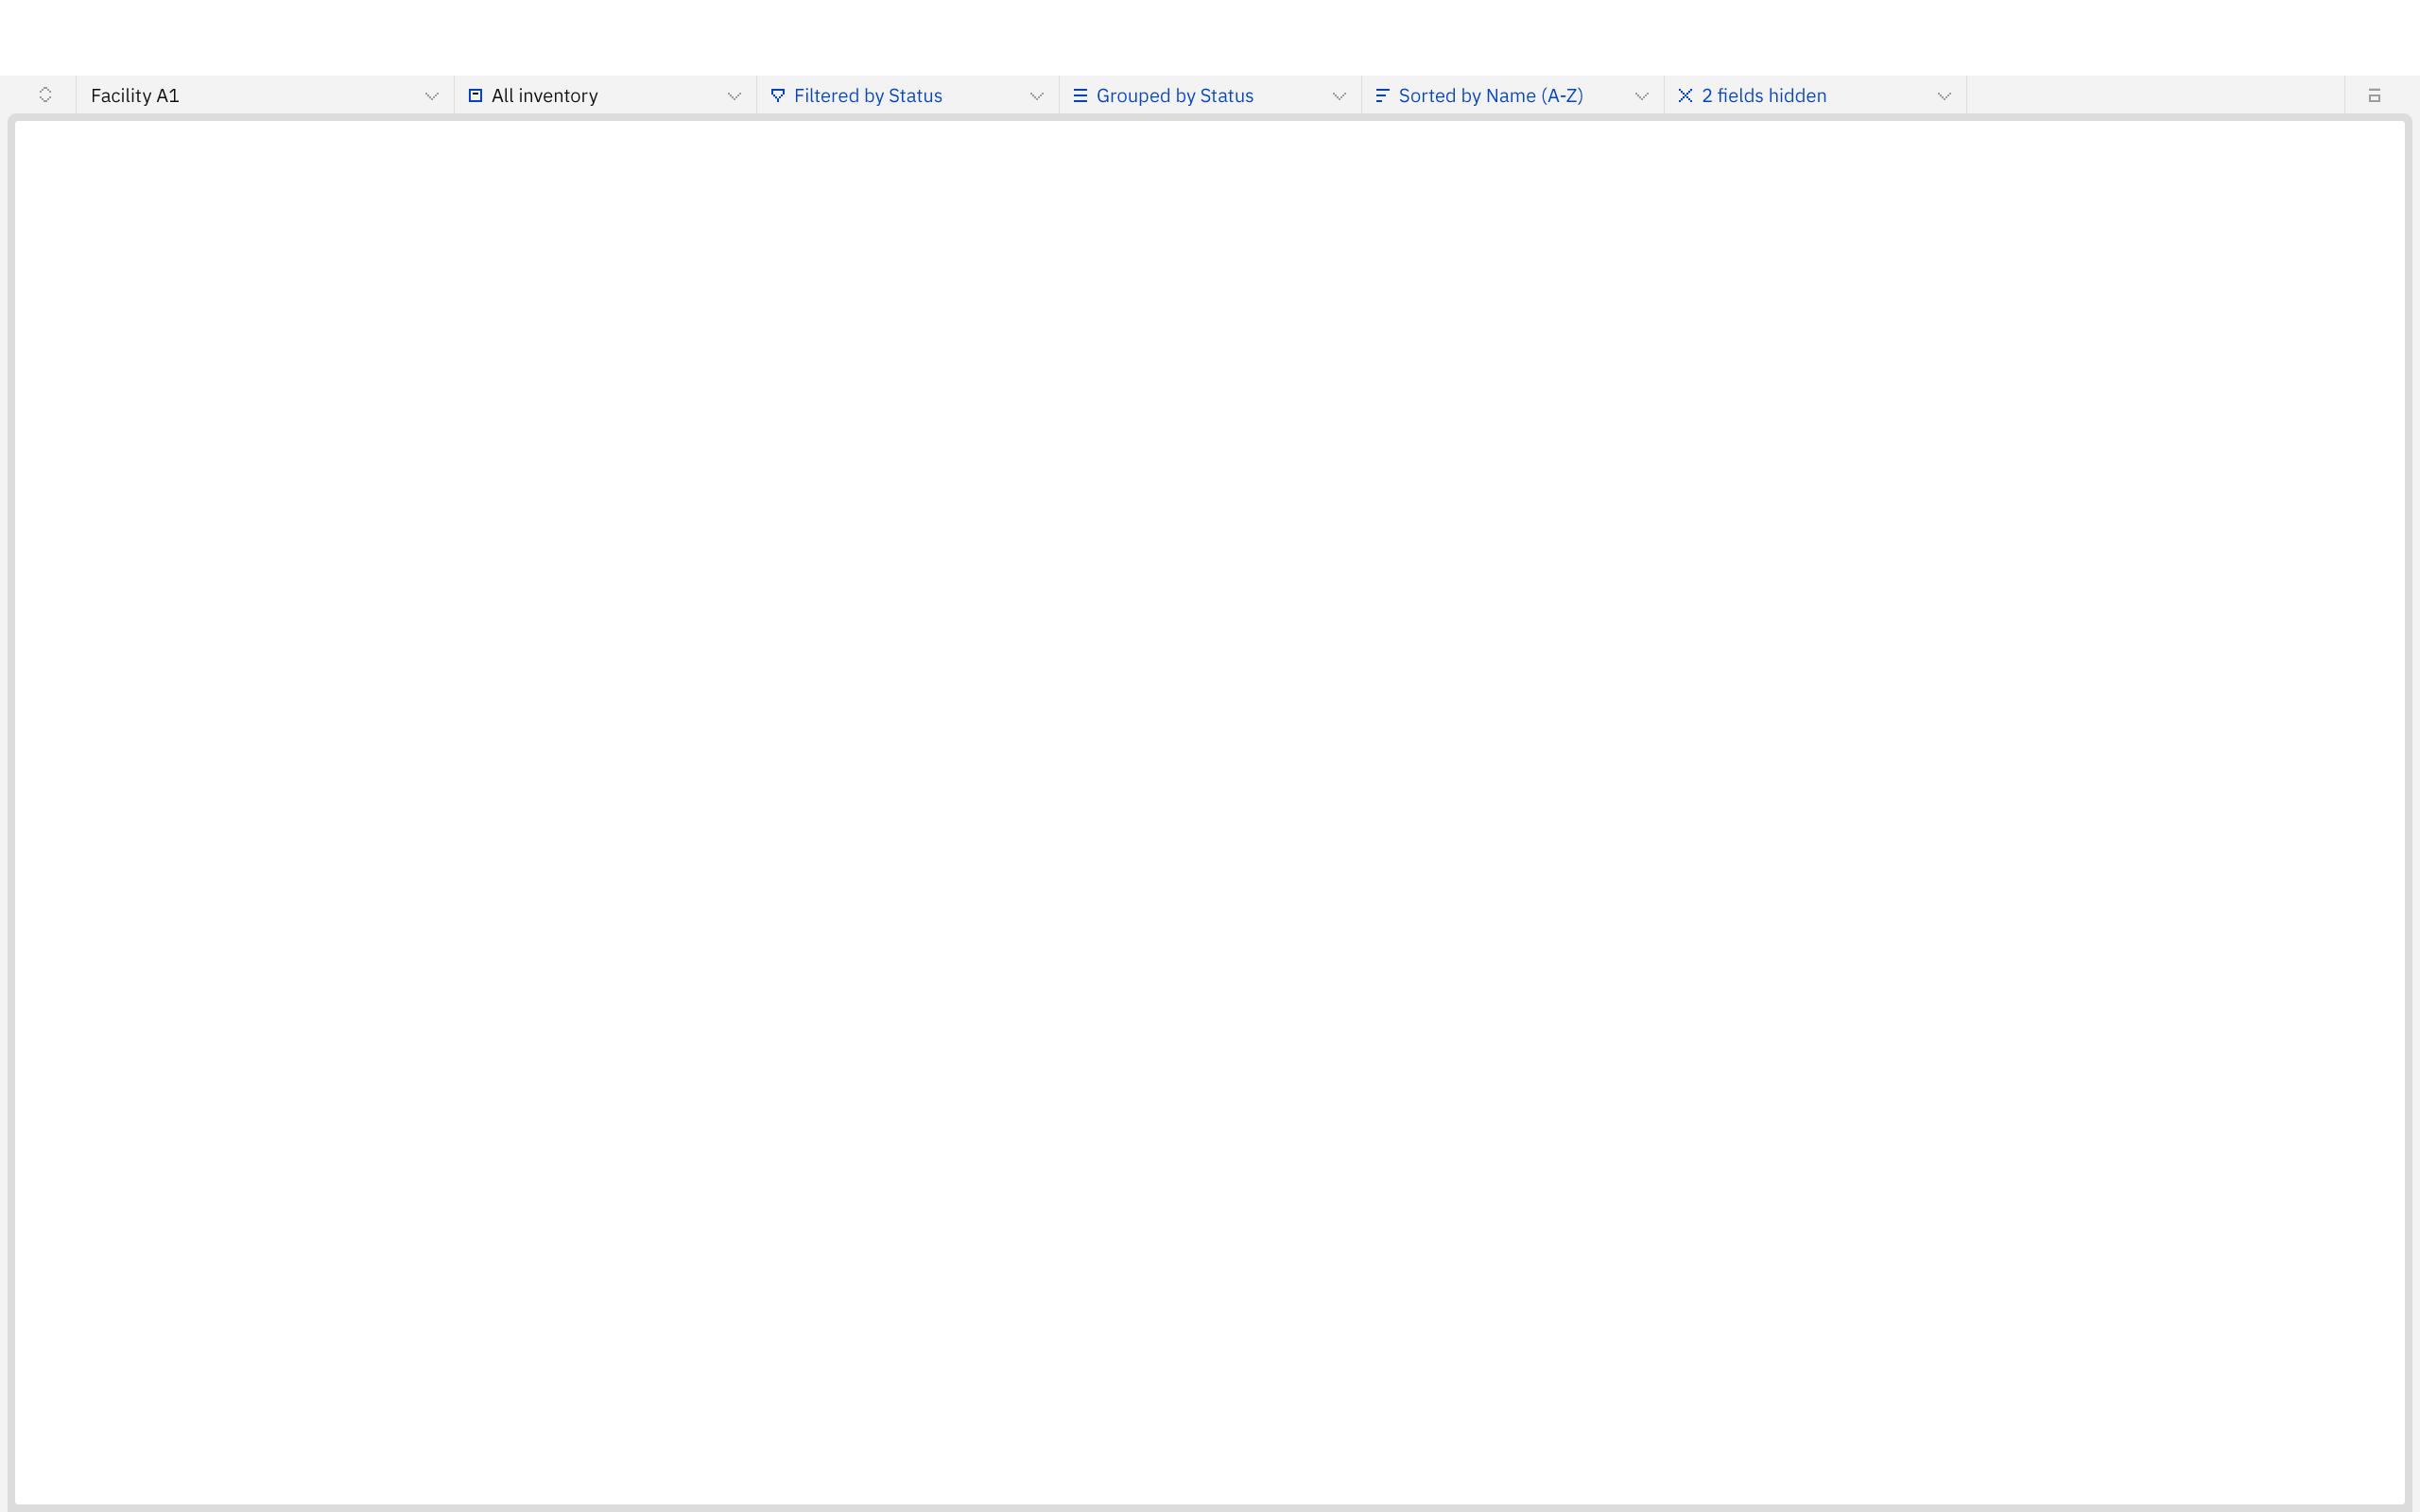 Facility A1
All inventory
Filtered by Status
Grouped by Status
Sorted by Name (A-Z)
2 fields hidden